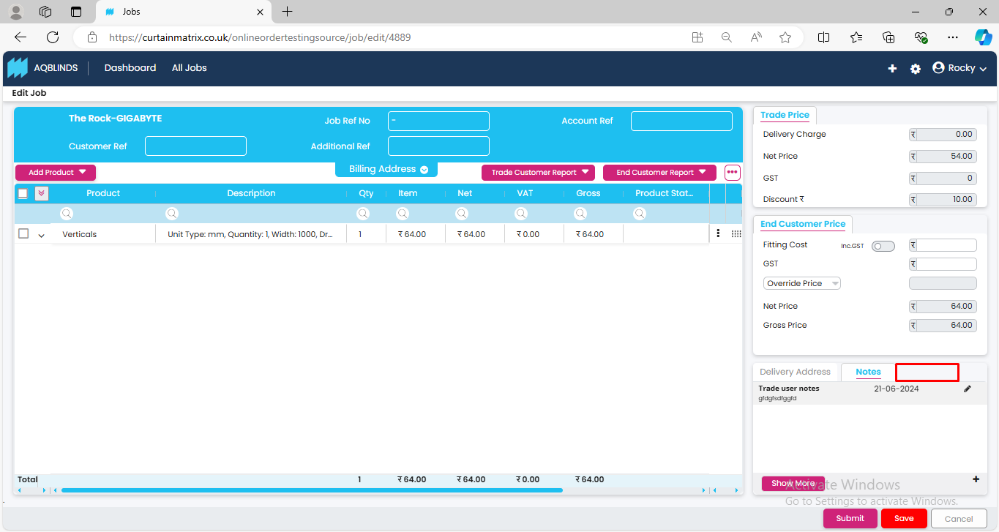 Jobs
https://curtainmatrix.co.uk/onlineordertestingsource/job/edit/4889
AQBLINDS Dashboard All Jobs Rocky
Edit Job
The Rock-GIGABYTE Job Ref No - Account Ref
Customer Ref Additional Ref
Add Product Billing Address Trade Customer Report End Customer Report
Product Description Qty Item Net VAT Gross Product Stat...
Verticals Unit Type: mm, Quantity: 1, Width: 1000, Dr... 1 ₹ 64.00 ₹ 64.00 ₹ 0.00 ₹ 64.00
Total 1 ₹ 64.00 ₹ 64.00 ₹ 0.00 ₹ 64.00
Trade Price
Delivery Charge ₹ 0.00
Net Price ₹ 54.00
GST ₹ 0
Discount ₹ ₹ 10.00
End Customer Price
Fitting Cost Inc.GST ₹
GST ₹
Override Price
Net Price ₹ 64.00
Gross Price ₹ 64.00
Delivery Address Notes
Trade user notes 21-06-2024
gfdgfsdfggfd
Show More
Activate Windows
Go to Settings to activate Windows.
Submit Save Cancel